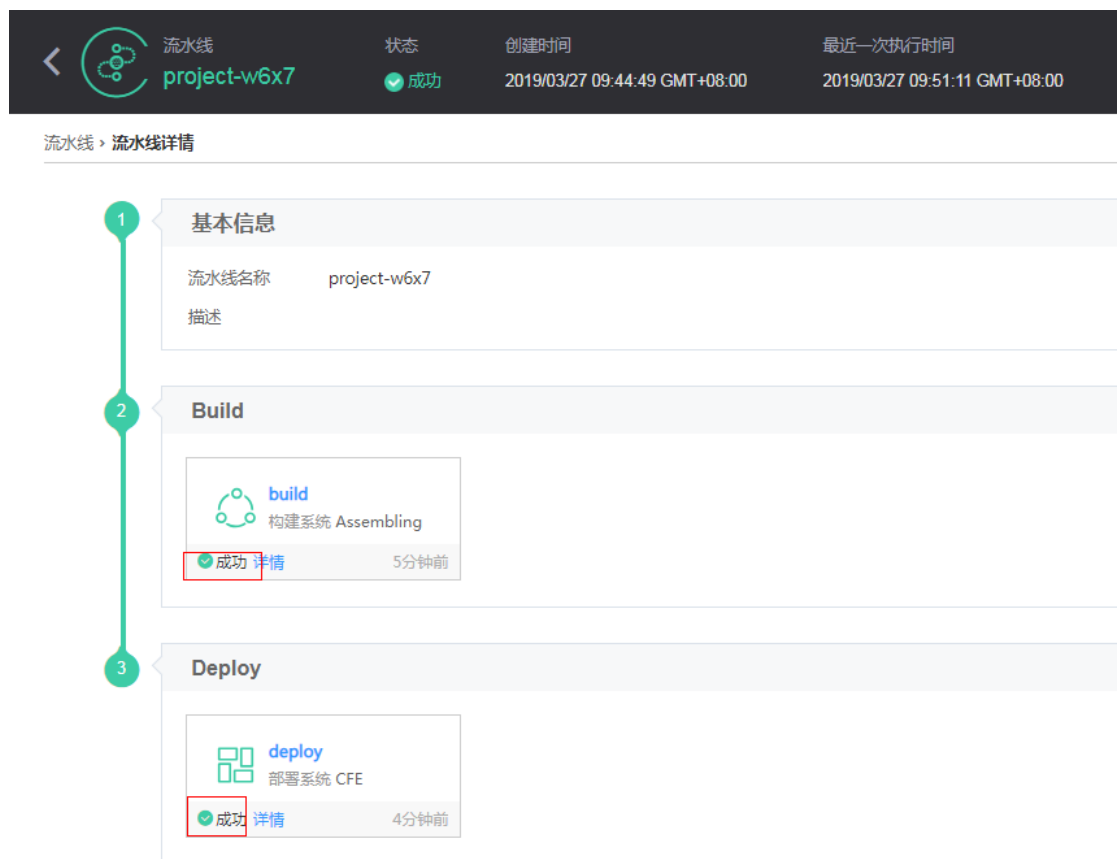 流水线 状态 创建时间 最近一次执行时间
project-w6x7 成功 2019/03/27 09:44:49 GMT+08:00 2019/03/27 09:51:11 GMT+08:00
流水线 › 流水线详情
1 基本信息
流水线名称 project-w6x7
描述
2 Build
build
构建系统 Assembling
成功 详情 5分钟前
3 Deploy
deploy
部署系统 CFE
成功 详情 4分钟前